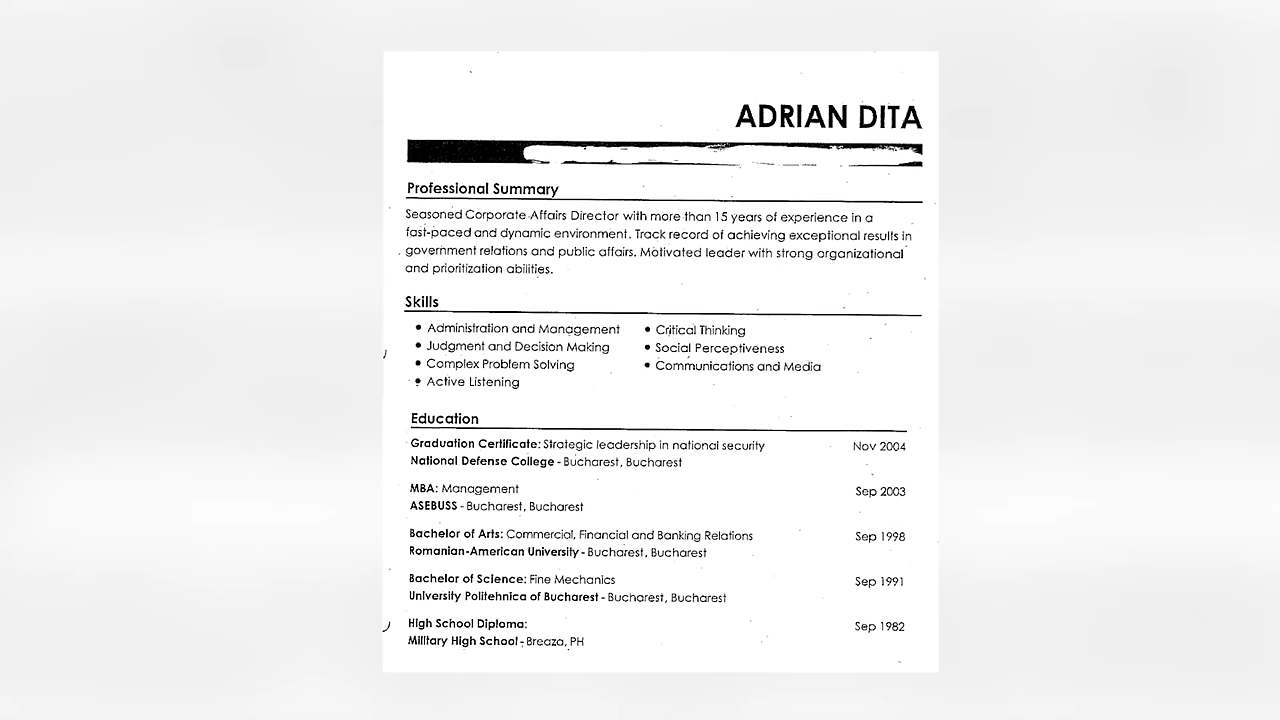 ADRIAN DITA
Professional Summary
Seasoned Corporate Affairs Director with more than 15 years of experience in a
fast-paced and dynamic environment. Track record of achieving exceptional results in
government relations and public affairs. Motivated leader with strong organizational
and prioritization abilities.
Skills
• Administration and Management
• Judgment and Decision Making
• Complex Problem Solving
• Active Listening
• Critical Thinking
• Social Perceptiveness
• Communications and Media
Education
Graduation Certificate: Strategic leadership in national security Nov 2004
National Defense College - Bucharest, Bucharest
MBA: Management Sep 2003
ASEBUSS - Bucharest, Bucharest
Bachelor of Arts: Commercial, Financial and Banking Relations Sep 1998
Romanian-American University - Bucharest, Bucharest
Bachelor of Science: Fine Mechanics Sep 1991
University Politehnica of Bucharest - Bucharest, Bucharest
High School Diploma: Sep 1982
Military High School - Breaza, PH